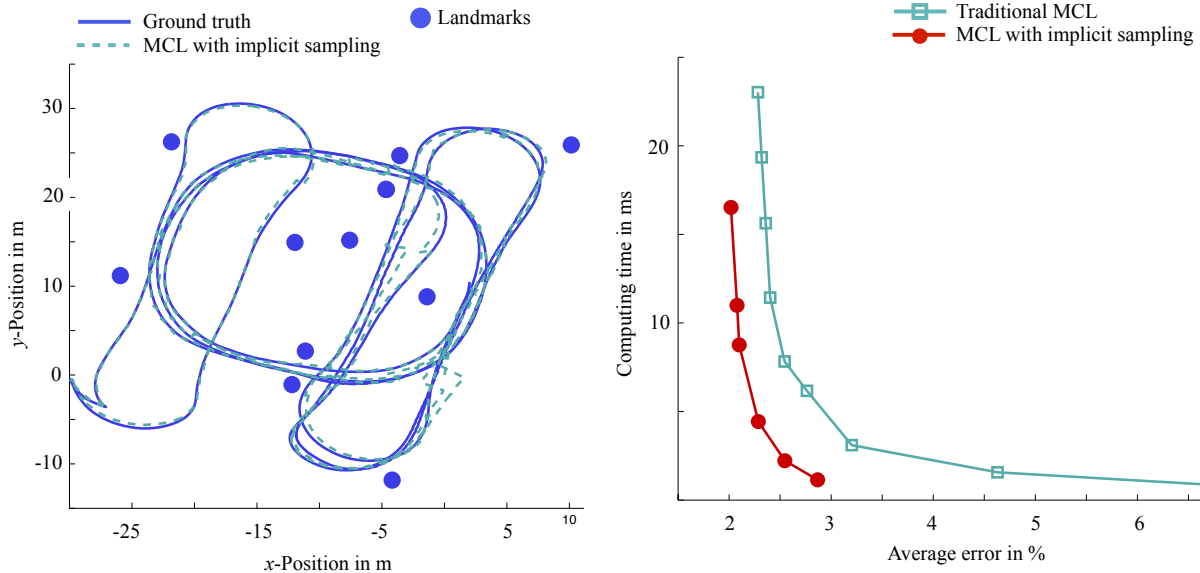 Ground truth
MCL with implicit sampling
Landmarks
30
20
10
0
-10
y-Position in m
-25
-15
-5
5
10
x-Position in m
Traditional MCL
MCL with implicit sampling
20
10
Computing time in ms
2
3
4
5
6
Average error in %